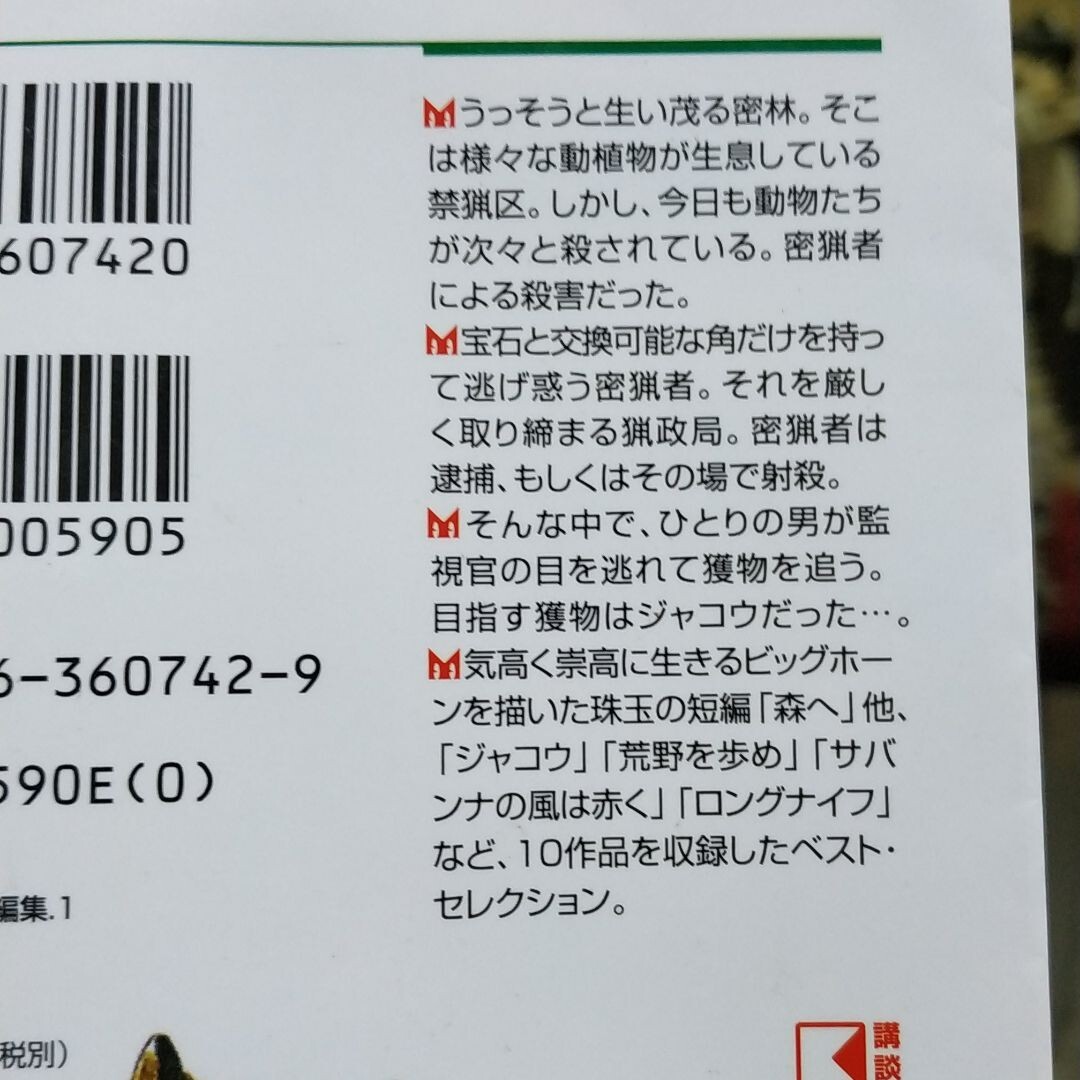 607420
005905
6-360742-9
590E(0)
編集.1
税別)
うっそうと生い茂る密林。そこ
は様々な動植物が生息している
禁猟区。しかし、今日も動物たち
が次々と殺されている。密猟者
による殺害だった。
宝石と交換可能な角だけを持っ
て逃げ惑う密猟者。それを厳し
く取り締まる猟政局。密猟者は
逮捕、もしくはその場で射殺。
そんな中で、ひとりの男が監
視官の目を逃れて獲物を追う。
目指す獲物はジャコウだった…。
気高く崇高に生きるビッグホー
ンを描いた珠玉の短編「森へ」他、
「ジャコウ」「荒野を歩め」「サバ
ンナの風は赤く」「ロングナイフ」
など、10作品を収録したベスト・
セレクション。
講談